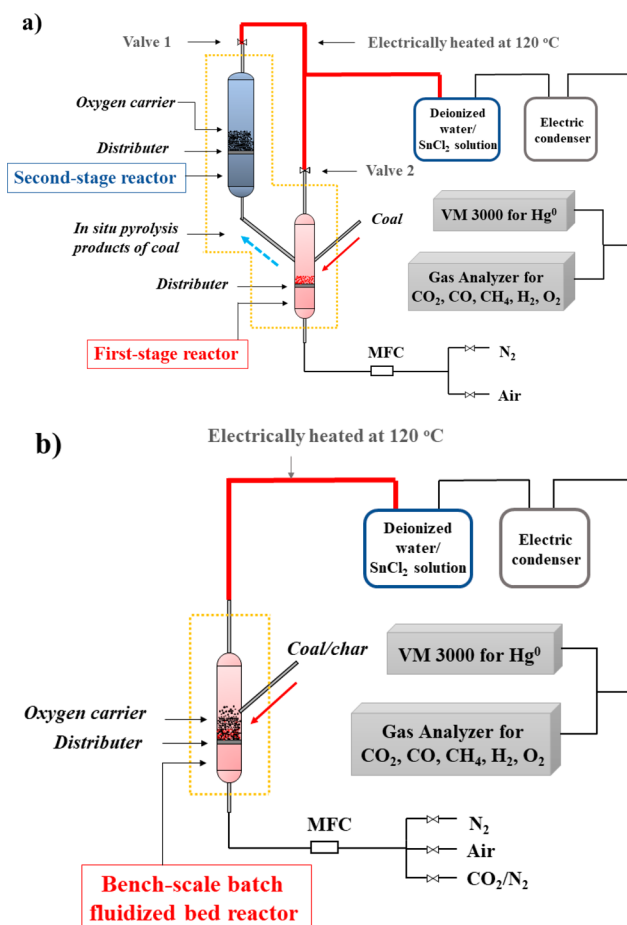 a)
Valve 1
Electrically heated at 120 °C
Oxygen carrier
Distributer
Second-stage reactor
Deionized
water/
SnCl₂ solution
Electric
condenser
Valve 2
In situ pyrolysis
products of coal
Coal
VM 3000 for Hg⁰
Distributer
Gas Analyzer for
CO₂, CO, CH₄, H₂, O₂
First-stage reactor
MFC
N₂
Air
b)
Electrically heated at 120 °C
Deionized
water/
SnCl₂ solution
Electric
condenser
Coal/char
VM 3000 for Hg⁰
Oxygen carrier
Distributer
Gas Analyzer for
CO₂, CO, CH₄, H₂, O₂
MFC
N₂
Air
CO₂/N₂
Bench-scale batch
fluidized bed reactor